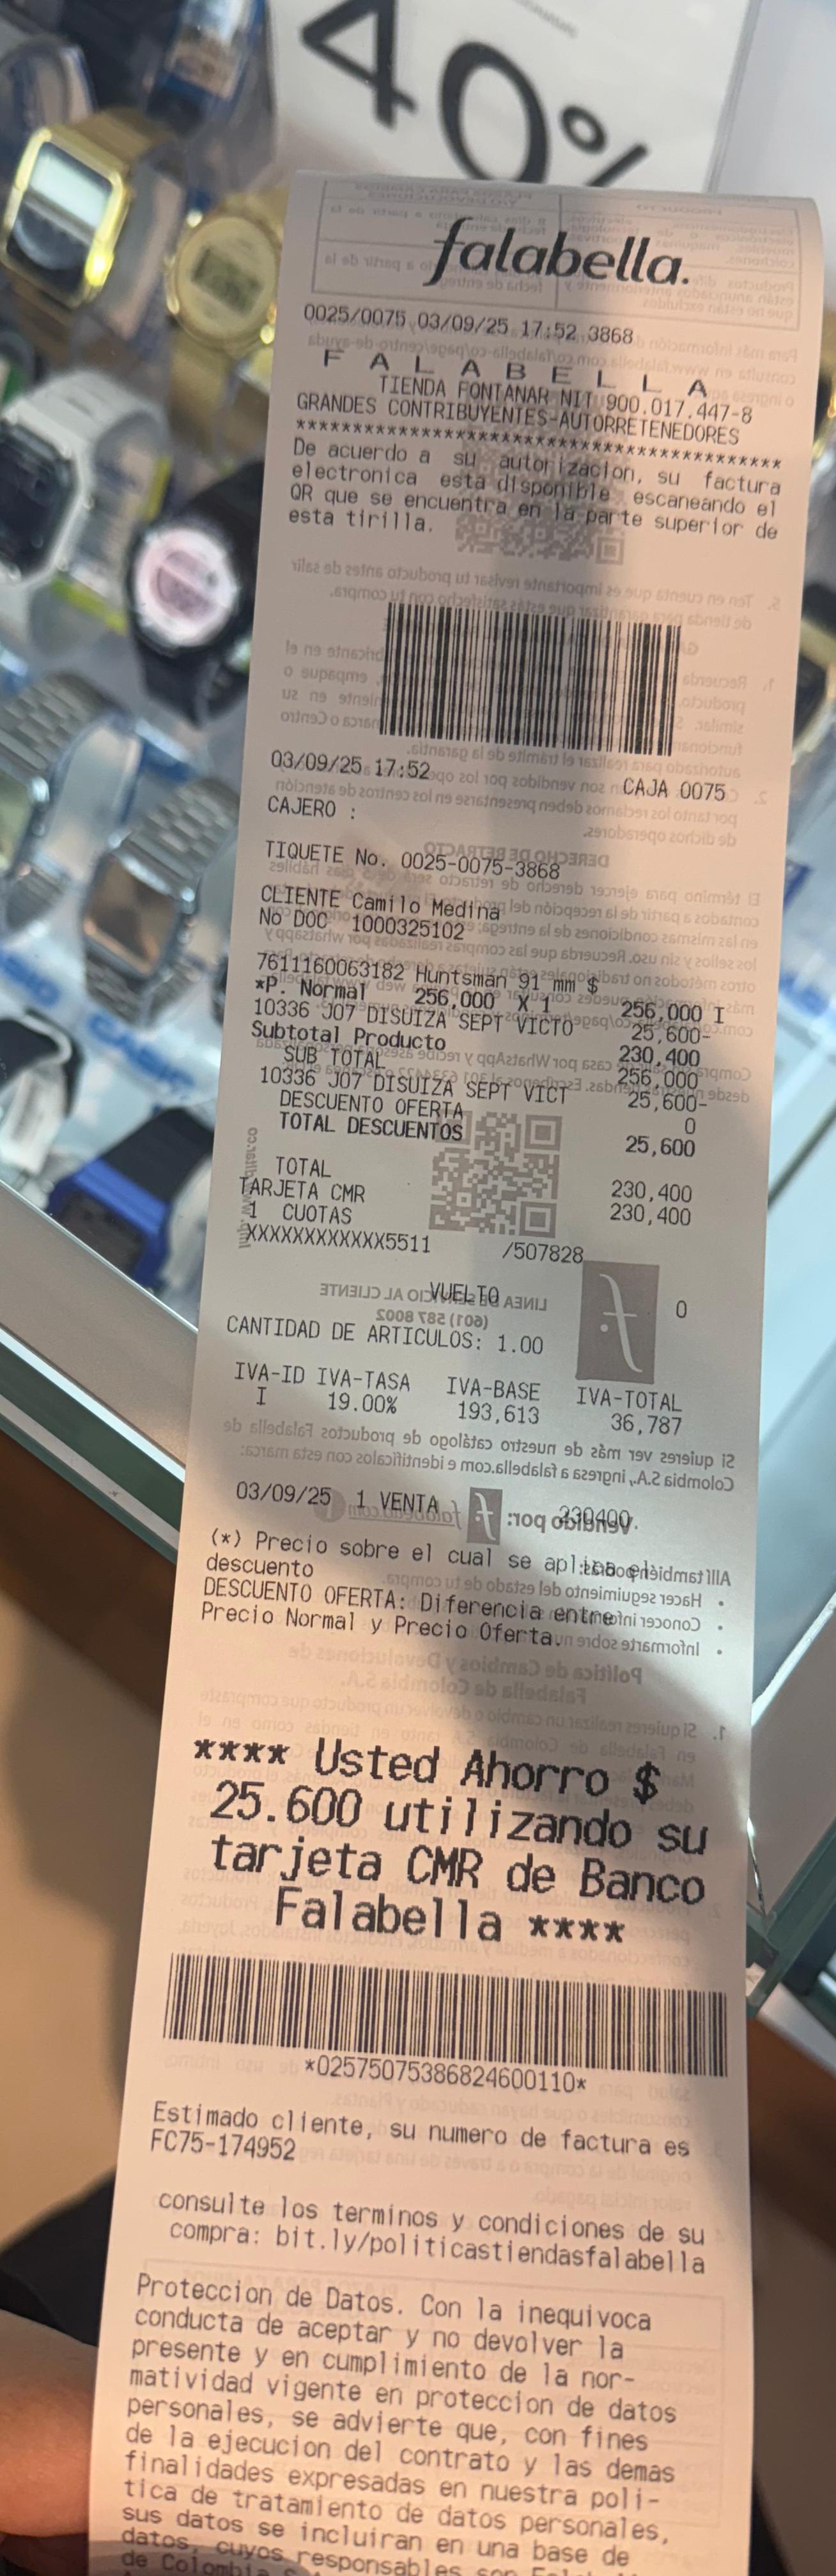 40%
falabella.
0025/0075 03/09/25 17:52 3868
F A L A B E L L A
TIENDA FONTANAR NIT 900.017.447-8
GRANDES CONTRIBUYENTES-AUTORRETENEDORES
*****************************************
De acuerdo a su autorizacion, su factura
electronica esta disponible escaneando el
QR que se encuentra en la parte superior de
esta tirilla.
03/09/25 17:52 CAJA 0075
CAJERO :
TIQUETE No. 0025-0075-3868
CLIENTE Camilo Medina
No DOC 1000325102
7611160063182 Huntsman 91 mm $
*P. Normal 256,000 X 1 256,000 I
10336 J07 DISUIZA SEPT VICTO 25,600-
Subtotal Producto 230,400
SUB TOTAL 256,000
10336 J07 DISUIZA SEPT VICT 25,600-
DESCUENTO OFERTA 0
TOTAL DESCUENTOS 25,600
TOTAL 230,400
TARJETA CMR 230,400
1 CUOTAS
XXXXXXXXXXXX5511 /507828
VUELTO 0
CANTIDAD DE ARTICULOS: 1.00
IVA-ID IVA-TASA IVA-BASE IVA-TOTAL
I 19.00% 193,613 36,787
03/09/25 1 VENTA 230400.
(*) Precio sobre el cual se aplica el
descuento
DESCUENTO OFERTA: Diferencia entre
Precio Normal y Precio Oferta.
**** Usted Ahorro $
25.600 utilizando su
tarjeta CMR de Banco
Falabella ****
*02575075386824600110*
Estimado cliente, su numero de factura es
FC75-174952
consulte los terminos y condiciones de su
compra: bit.ly/politicastiendasfalabella
Proteccion de Datos. Con la inequivoca
conducta de aceptar y no devolver la
presente y en cumplimiento de la nor-
matividad vigente en proteccion de datos
personales, se advierte que, con fines
de la ejecucion del contrato y las demas
finalidades expresadas en nuestra poli-
tica de tratamiento de datos personales,
sus datos se incluiran en una base de
datos, cuyos responsables son
de Colombia